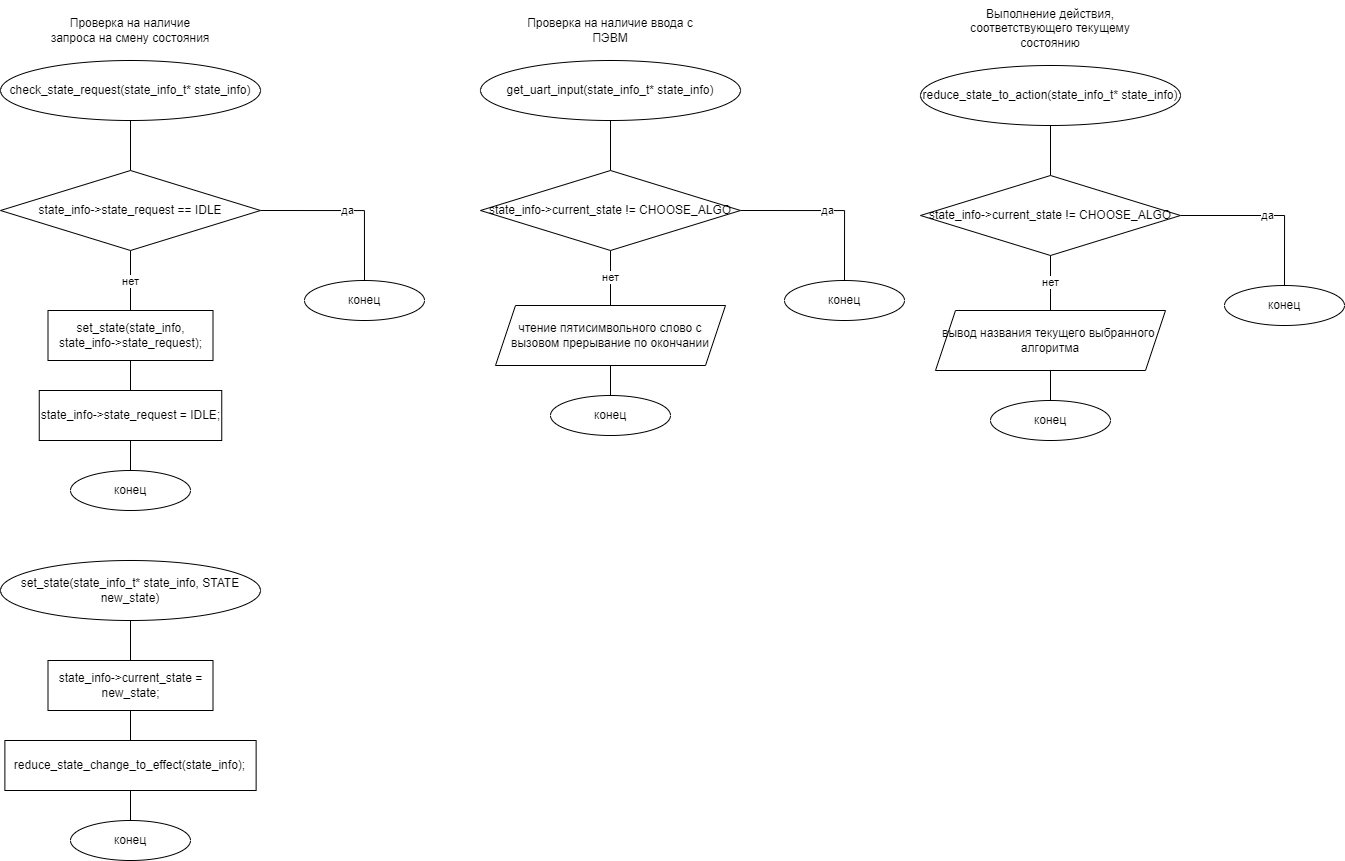 Проверка на наличие
запроса на смену состояния
check_state_request(state_info_t* state_info)
state_info->state_request == IDLE
да
конец
нет
set_state(state_info,
state_info->state_request);
state_info->state_request = IDLE;
конец
set_state(state_info_t* state_info, STATE
new_state)
state_info->current_state =
new_state;
reduce_state_change_to_effect(state_info);
конец
Проверка на наличие ввода с
ПЭВМ
get_uart_input(state_info_t* state_info)
state_info->current_state != CHOOSE_ALGO
да
конец
нет
чтение пятисимвольного слово с
вызовом прерывание по окончании
конец
Выполнение действия,
соответствующего текущему
состоянию
reduce_state_to_action(state_info_t* state_info)
state_info->current_state != CHOOSE_ALGO
да
конец
нет
вывод названия текущего выбранного
алгоритма
конец